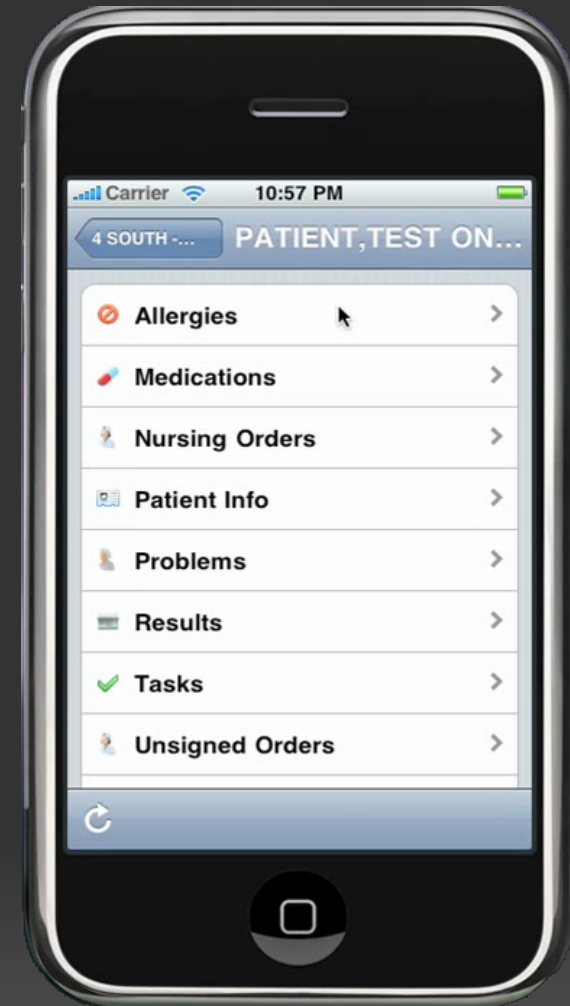 Carrier 10:57 PM
4 SOUTH -... PATIENT,TEST ON...
Allergies
Medications
Nursing Orders
Patient Info
Problems
Results
Tasks
Unsigned Orders